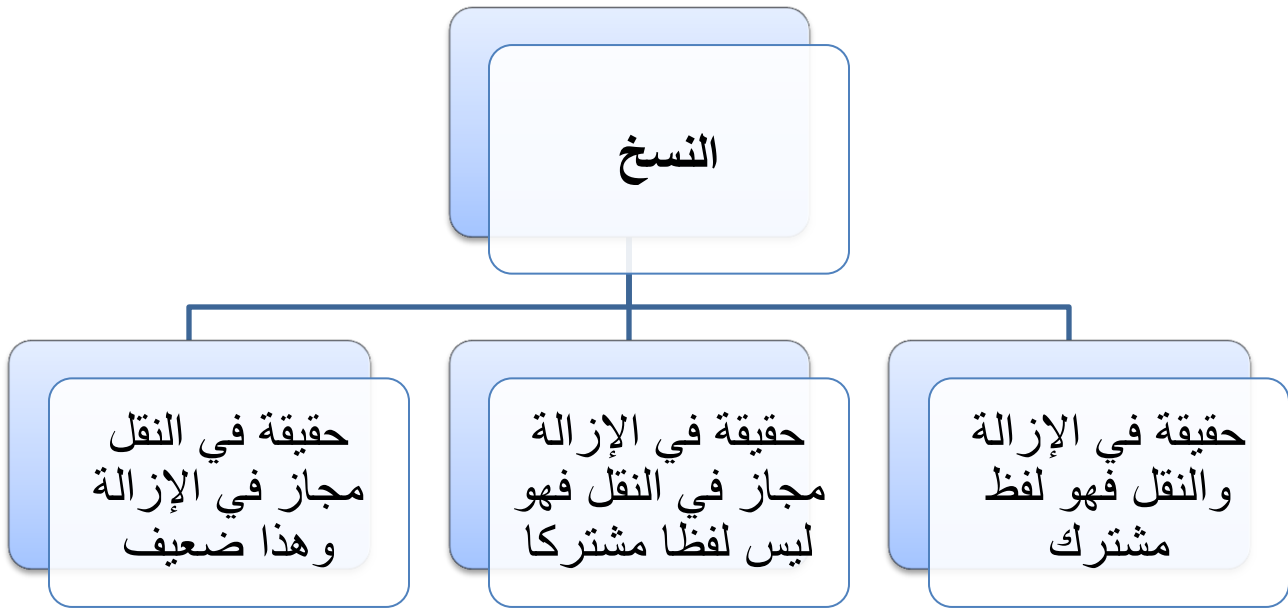 النسخ
حقيقة في الإزالة
والنقل فهو لفظ
مشترك
حقيقة في الإزالة
مجاز في النقل فهو
ليس لفظا مشتركا
حقيقة في النقل
مجاز في الإزالة
وهذا ضعيف